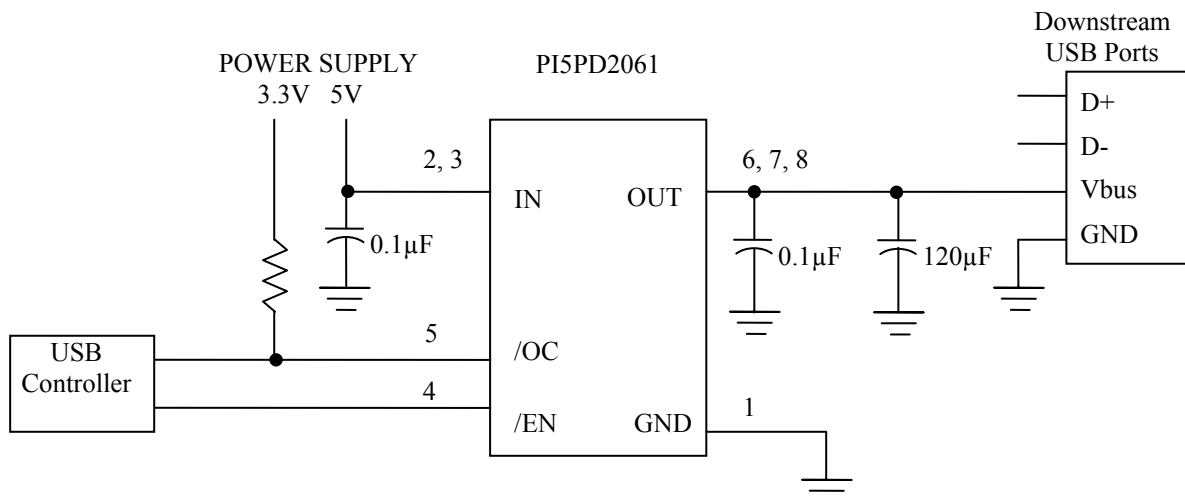 Downstream
USB Ports
POWER SUPPLY
3.3V 5V
PI5PD2061
D+
D-
2, 3
6, 7, 8
IN
OUT
Vbus
0.1µF
0.1µF
120µF
GND
USB
Controller
5
/OC
4
/EN
GND
1